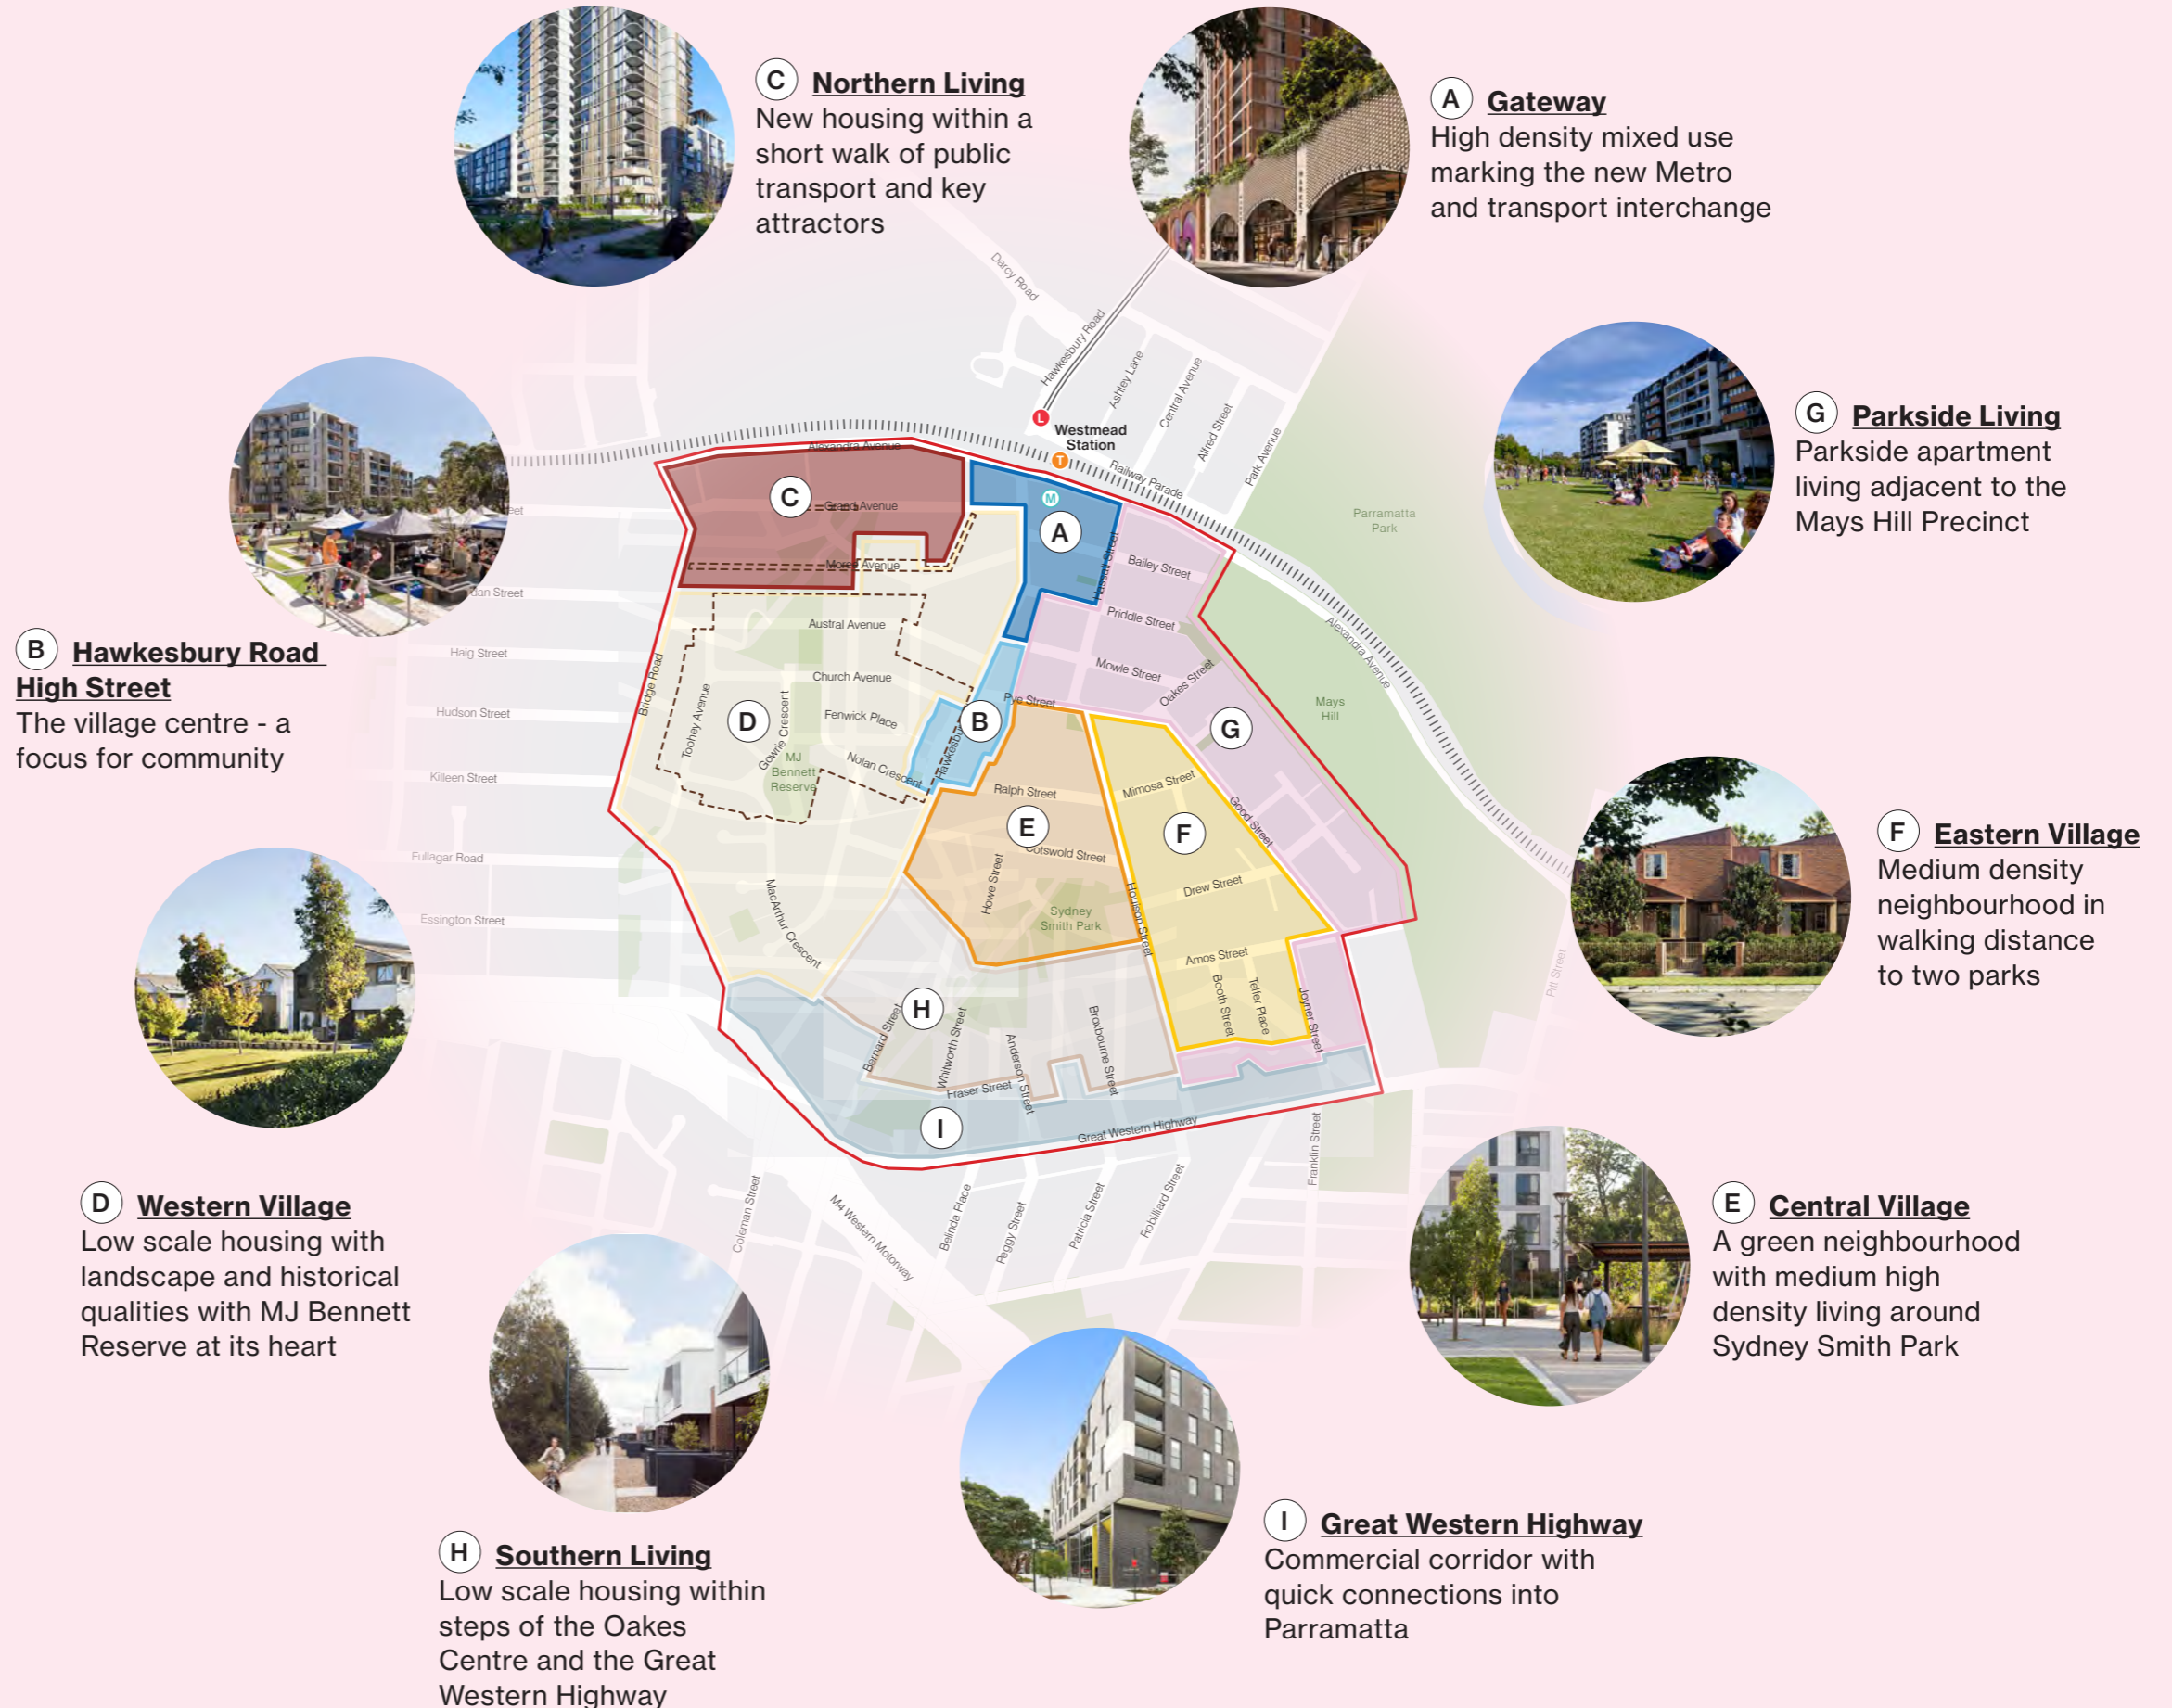 C Northern Living
New housing within a
short walk of public
transport and key
attractors
A Gateway
High density mixed use
marking the new Metro
and transport interchange
G Parkside Living
Parkside apartment
living adjacent to the
Mays Hill Precinct
B Hawkesbury Road
High Street
The village centre - a
focus for community
F Eastern Village
Medium density
neighbourhood in
walking distance
to two parks
D Western Village
Low scale housing with
landscape and historical
qualities with MJ Bennett
Reserve at its heart
E Central Village
A green neighbourhood
with medium high
density living around
Sydney Smith Park
H Southern Living
Low scale housing within
steps of the Oakes
Centre and the Great
Western Highway
I Great Western Highway
Commercial corridor with
quick connections into
Parramatta
Darcy Road
Hawkesbury Road
Ashley Lane
Central Avenue
Alfred Street
Park Avenue
L
Westmead
Station
T
M
Railway Parade
Alexandra Avenue
Parramatta
Park
C
Grand Avenue
A
Hassall Street
Bailey Street
Priddle Street
Alexandra Avenue
Austral Avenue
Haig Street
Bridge Road
Church Avenue
Mowle Street
Oakes Street
Mays
Hill
Hudson Street
Toohey Avenue
D
Gowrie Crescent
Fenwick Place
B
Pye Street
G
Killeen Street
MJ
Bennett
Reserve
Nolan Crescent
Ralph Street
Mimosa Street
Good Street
E
F
Fullagar Road
Cotswold Street
Howe Street
Drew Street
Essington Street
MacArthur Crescent
Sydney
Smith Park
Houison Street
Amos Street
Booth Street
Telfer Place
Joyner Street
Pitt Street
H
Bernard Street
Whitworth Street
Anderson Street
Broxbourne Street
Fraser Street
I
Great Western Highway
Franklin Street
Coleman Street
M4 Western Motorway
Belinda Place
Peggy Street
Patricia Street
Robilliard Street